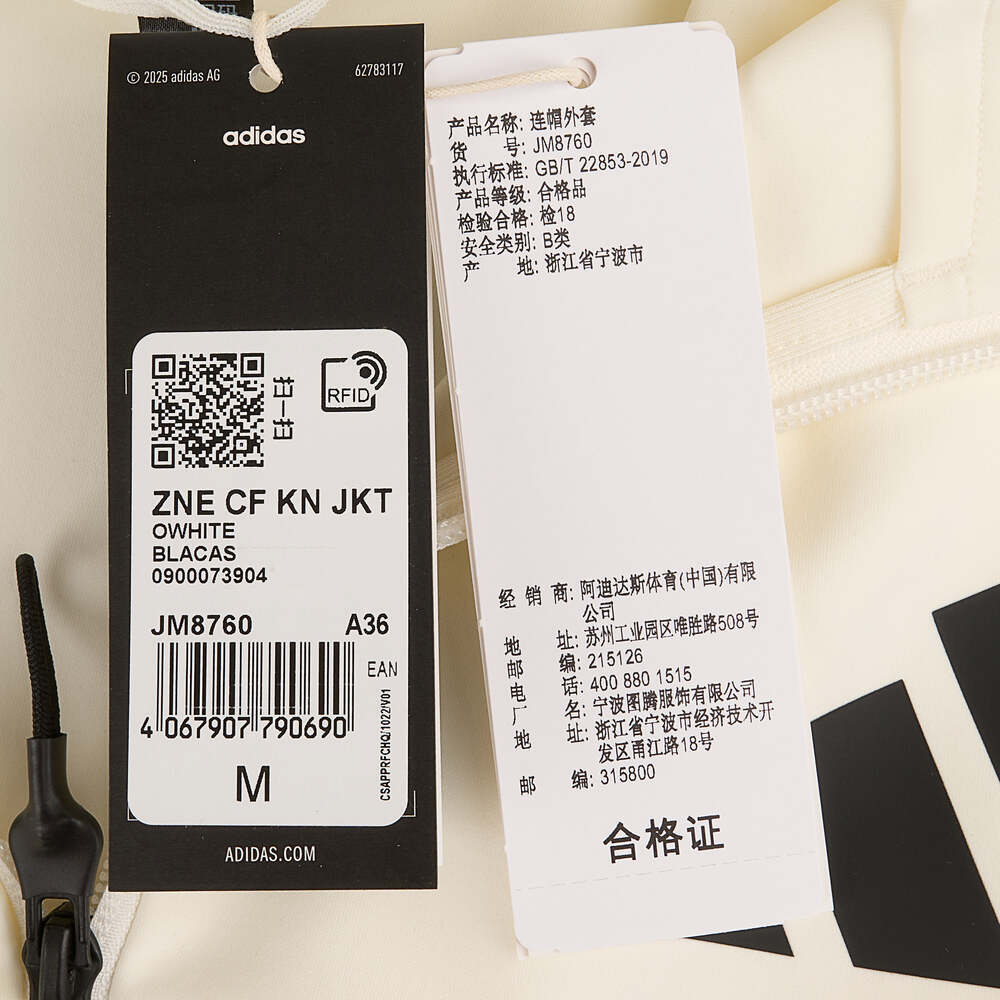 © 2025 adidas AG
62783117
adidas
扫一扫
RFID
ZNE CF KN JKT
OWHITE
BLACAS
0900073904
JM8760 A36
EAN
4 067907 790690
CSAPPRFCHQ/1022/V01
M
ADIDAS.COM
产品名称: 连帽外套
货 号: JM8760
执行标准: GB/T 22853-2019
产品等级: 合格品
检验合格: 检18
安全类别: B类
产 地: 浙江省宁波市
经 销 商: 阿迪达斯体育(中国)有限
公司
地 址: 苏州工业园区唯胜路508号
邮 编: 215126
电 话: 400 880 1515
厂 名: 宁波图腾服饰有限公司
地 址: 浙江省宁波市经济技术开
发区甬江路18号
邮 编: 315800
合格证